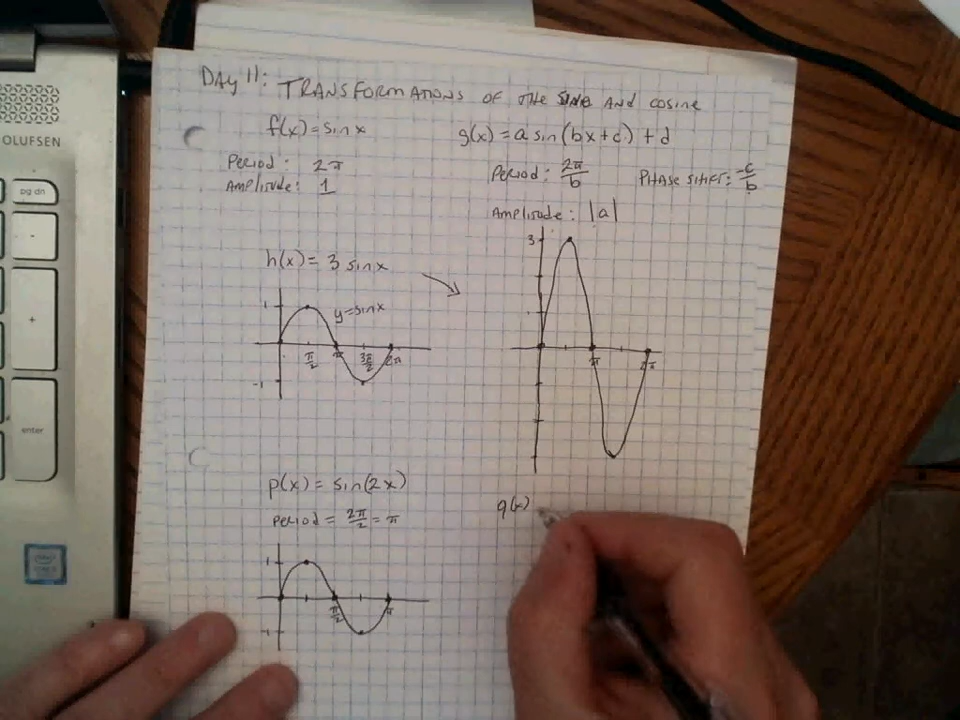 OLUFSEN
pg dn
-
+
enter
intel
DAY 11: TRANSFORMATIONS OF THE SINE AND COSINE
f(x) = sin x
g(x) = a sin(bx+c) + d
PERIOD: 2π
PERIOD: 2π/b
PHASE SHIFT: -c/b
AMPLITUDE: 1
AMPLITUDE: |a|
h(x) = 3 sin x
3
1
y = sin x
π/2 π 3π/2 2π
-1
π 2π
p(x) = sin(2x)
PERIOD = 2π/2 = π
q(x)
1
π/2 π
-1